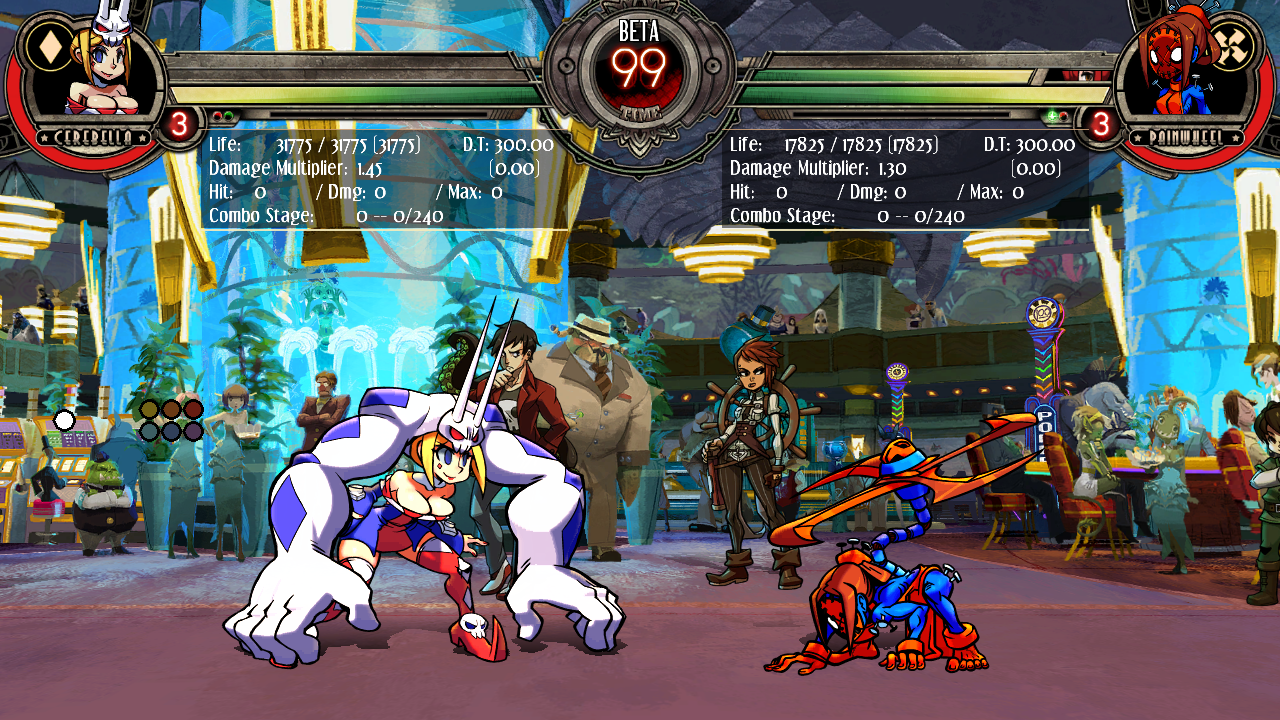 BETA
99
TIME
3
3
CEREBELLA
PAINWHEEL
Life: 31775 / 31775 (31775) D.T: 300.00
Damage Multiplier: 1.45 (0.00)
Hit: 0 / Dmg: 0 / Max: 0
Combo Stage: 0 -- 0/240
Life: 17825 / 17825 (17825) D.T: 300.00
Damage Multiplier: 1.30 (0.00)
Hit: 0 / Dmg: 0 / Max: 0
Combo Stage: 0 -- 0/240